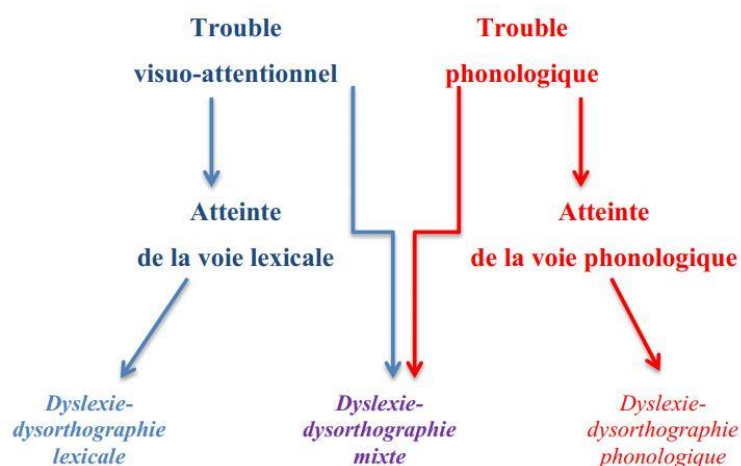 Trouble
visuo-attentionnel
Trouble
phonologique
Atteinte
de la voie lexicale
Atteinte
de la voie phonologique
Dyslexie-
dysorthographie
lexicale
Dyslexie-
dysorthographie
mixte
Dyslexie-
dysorthographie
phonologique